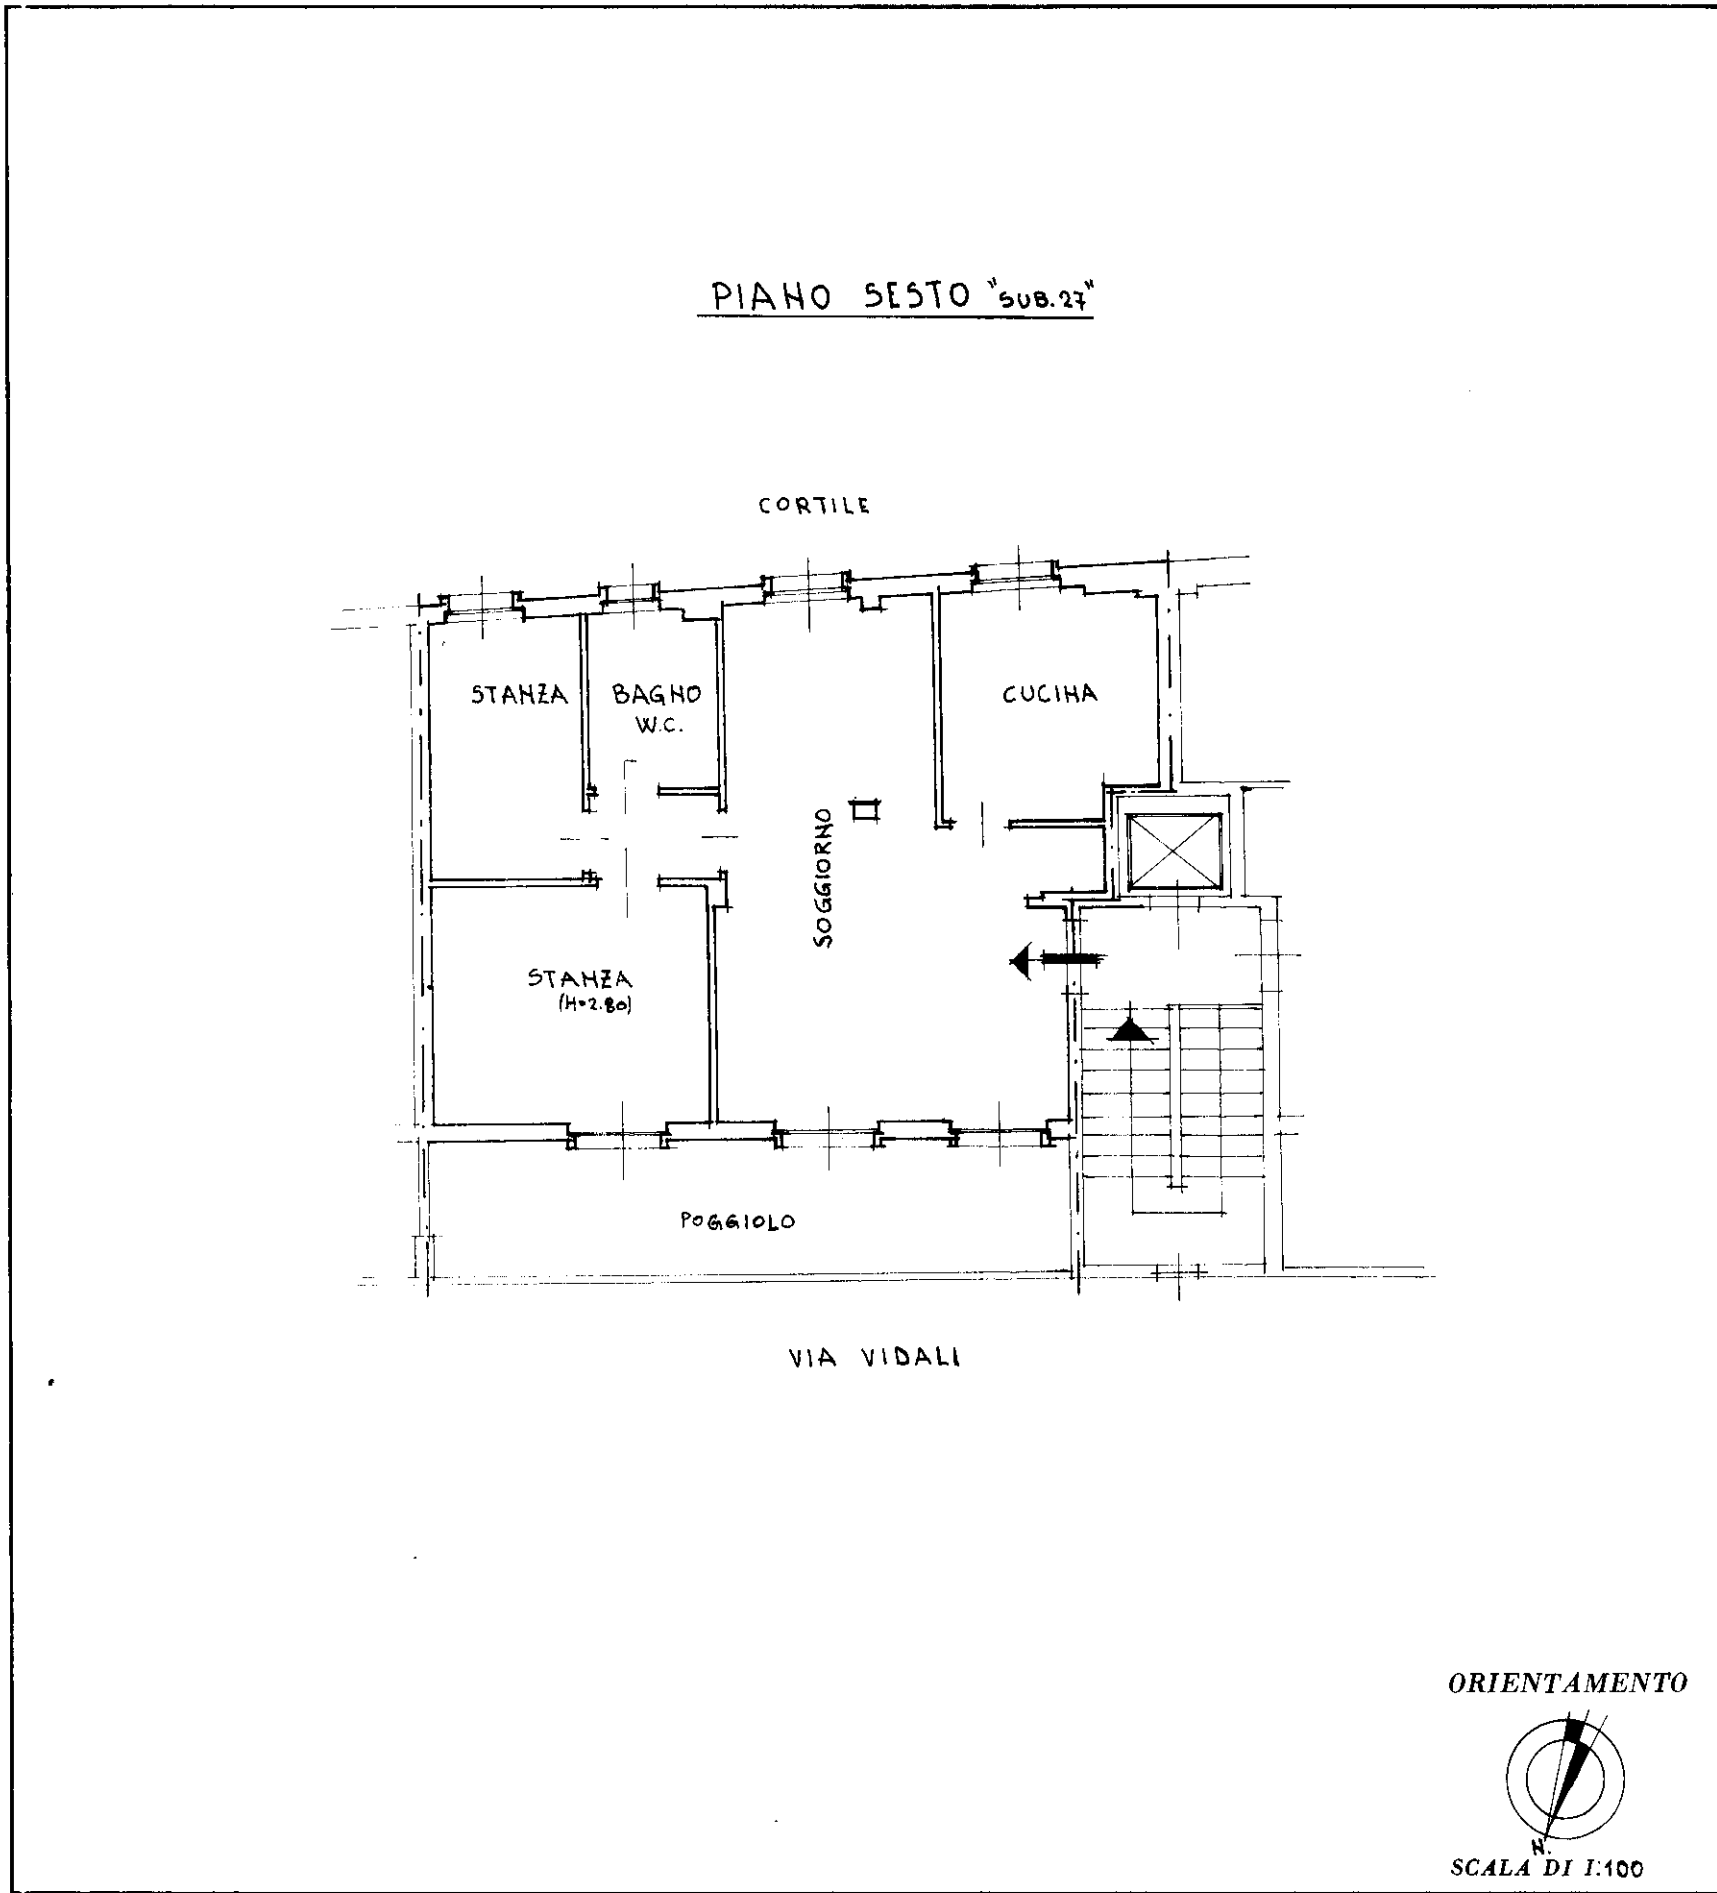 PIANO SESTO "SUB.27"
CORTILE
STANZA
BAGNO
W.C.
CUCINA
SOGGIORNO
STANZA
(H=2.80)
POGGIOLO
VIA VIDALI
ORIENTAMENTO
N.
SCALA DI 1:100